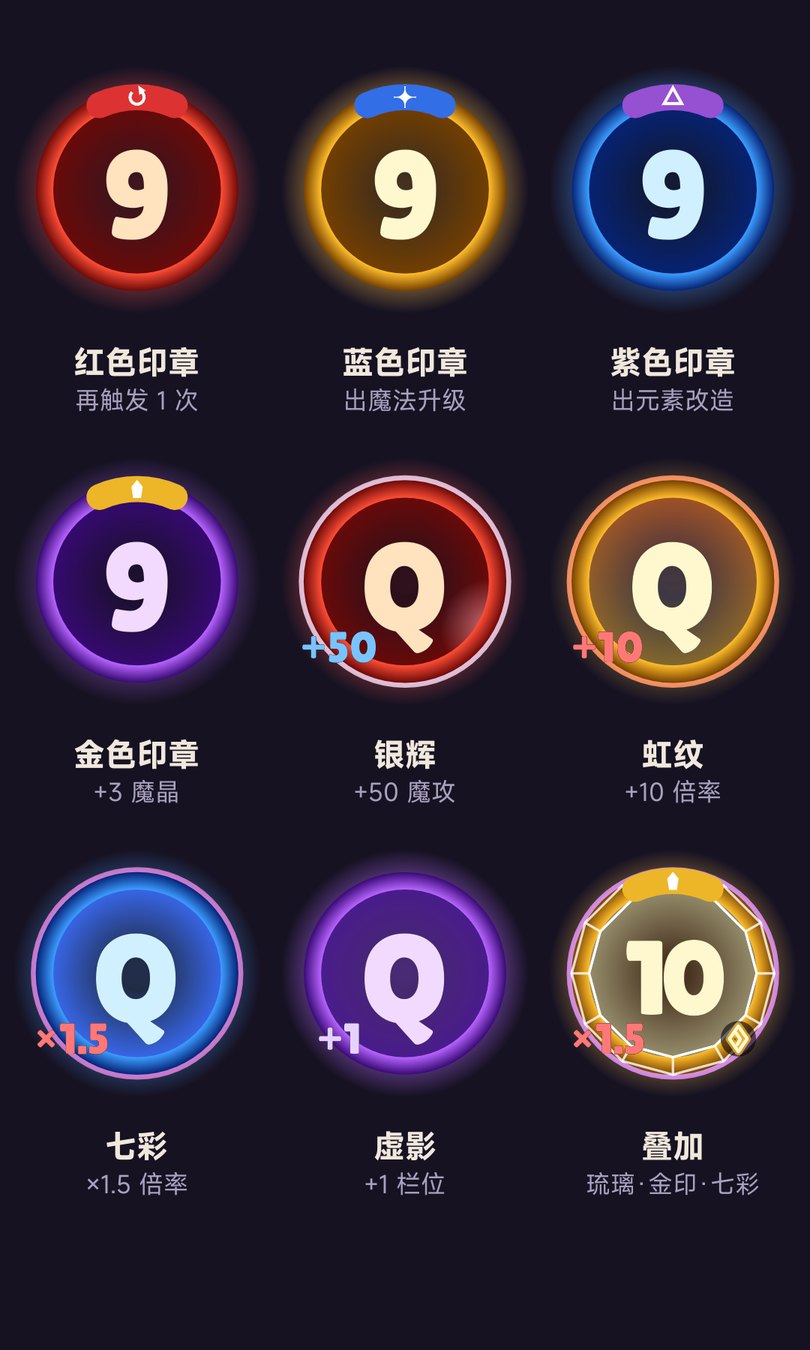 9
9
9
红色印章
蓝色印章
紫色印章
再触发 1 次
出魔法升级
出元素改造
9
Q
Q
+50
+10
金色印章
银辉
虹纹
+3 魔晶
+50 魔攻
+10 倍率
Q
Q
10
×1.5
+1
×1.5
七彩
虚影
叠加
×1.5 倍率
+1 栏位
琉璃·金印·七彩